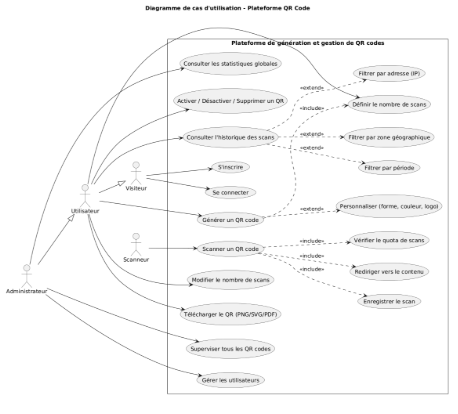 Diagramme de cas d'utilisation - Plateforme QR Code
Plateforme de génération et gestion de QR codes
Consulter les statistiques globales
Filtrer par adresse (IP)
«extend»
Activer / Désactiver / Supprimer un QR
Définir le nombre de scans
«include»
Consulter l'historique des scans
«extend»
Filtrer par zone géographique
«extend»
Filtrer par période
S'inscrire
Visiteur
Se connecter
Utilisateur
Générer un QR code
«extend»
Personnaliser (forme, couleur, logo)
Scanneur
Scanner un QR code
«include»
Vérifier le quota de scans
«include»
Rediriger vers le contenu
«include»
Enregistrer le scan
Administrateur
Modifier le nombre de scans
Télécharger le QR (PNG/SVG/PDF)
Superviser tous les QR codes
Gérer les utilisateurs